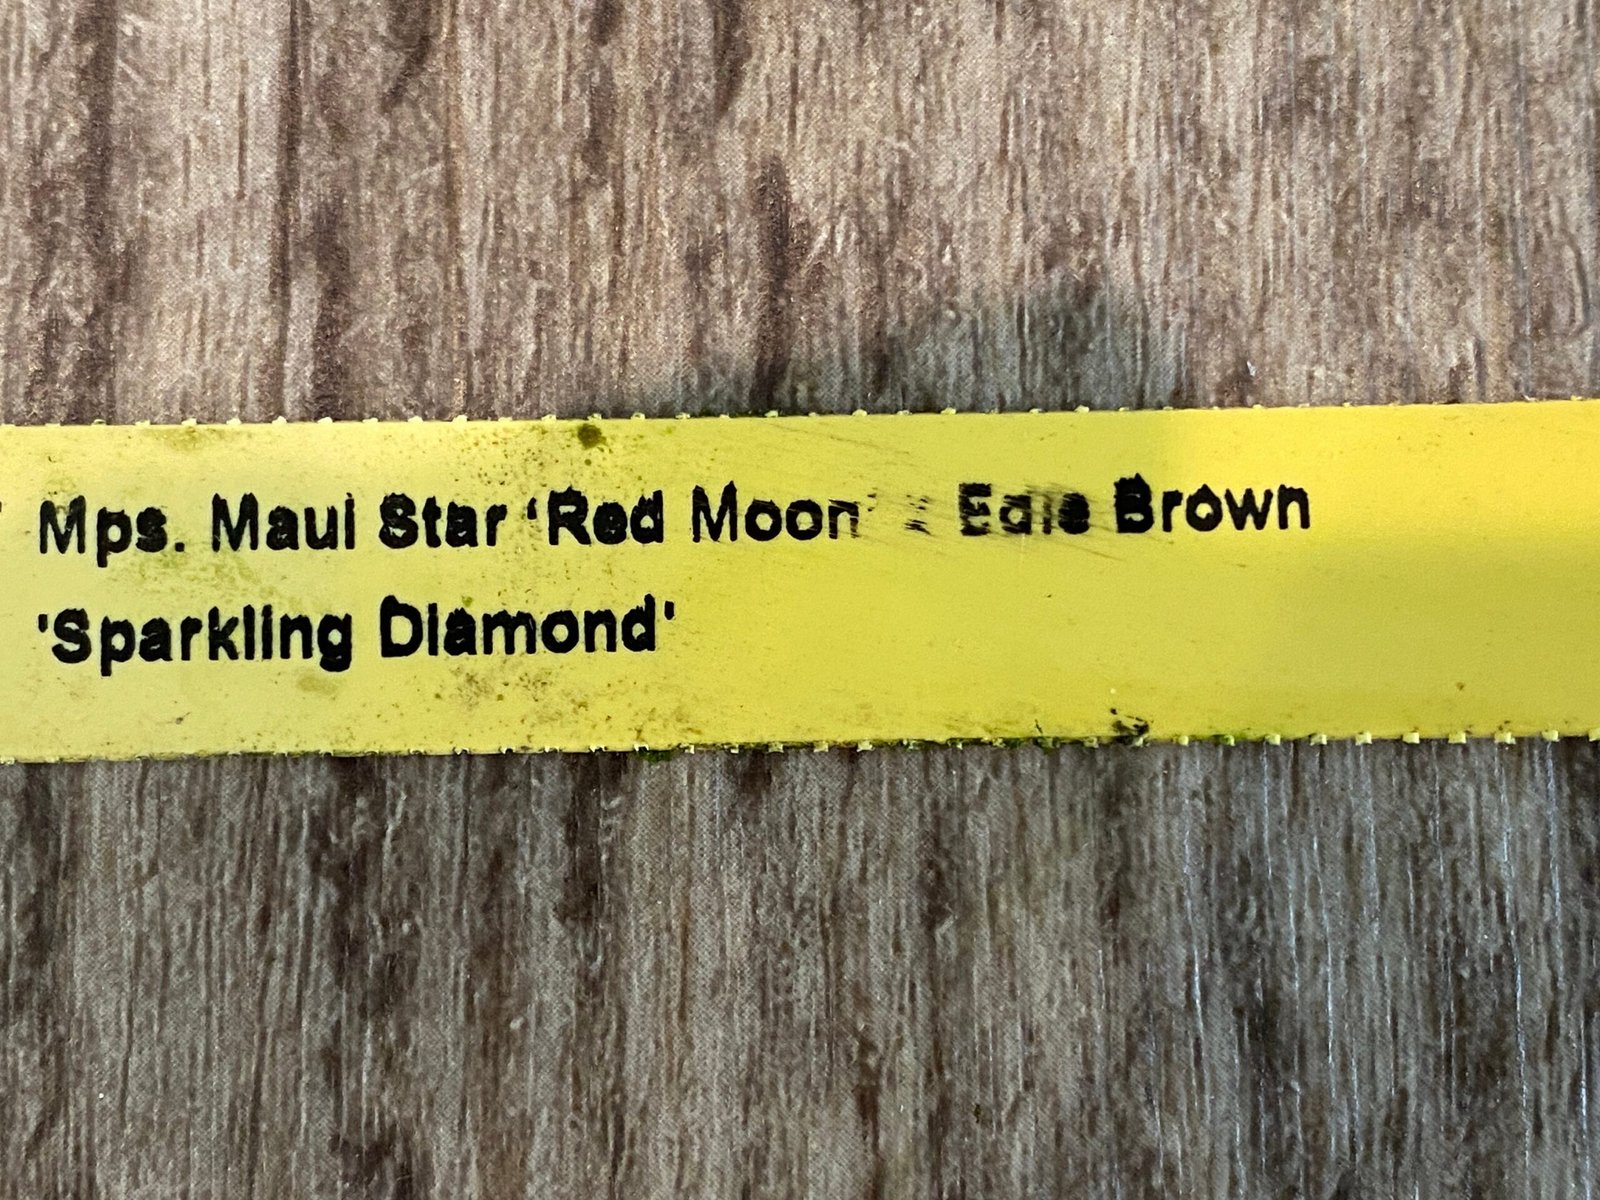 Mps. Maui Star 'Red Moon' x Edie Brown
'Sparkling Diamond'